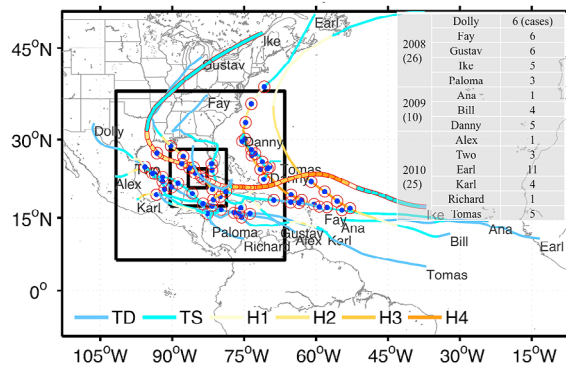 Earl
45°N
Ike
Gustav
Fay
Dolly
30°N
Danny
Tomas
Danny
Alex
Karl
15°N
Fay
Ana
Ike
Paloma
Gustav
Richard
Alex
Karl
Bill
Ana
Earl
Tomas
0°
TD TS H1 H2 H3 H4
105°W 90°W 75°W 60°W 45°W 30°W 15°W
2008
(26)
Dolly 6 (cases)
Fay 6
Gustav 6
Ike 5
Paloma 3
2009
(10)
Ana 1
Bill 4
Danny 5
2010
(25)
Alex 1
Two 3
Earl 11
Karl 4
Richard 1
Tomas 5